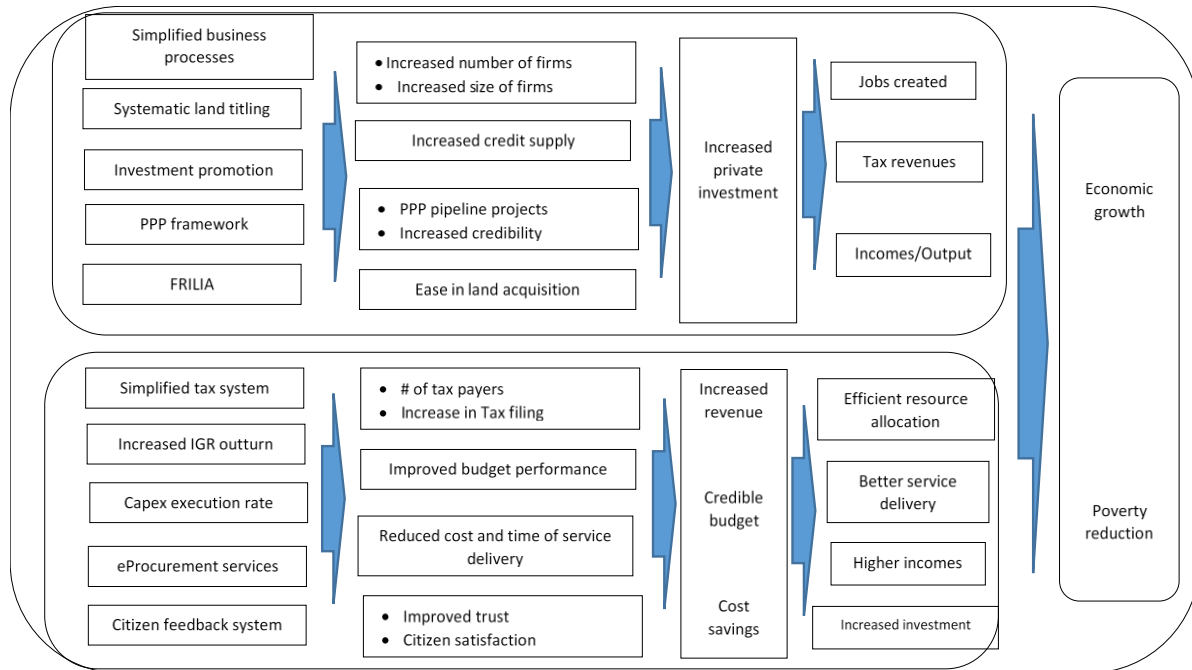 Simplified business
processes
Systematic land titling
Investment promotion
PPP framework
FRILIA
• Increased number of firms
• Increased size of firms
Increased credit supply
• PPP pipeline projects
• Increased credibility
Ease in land acquisition
Increased
private
investment
Jobs created
Tax revenues
Incomes/Output
Simplified tax system
Increased IGR outturn
Capex execution rate
eProcurement services
Citizen feedback system
• # of tax payers
• Increase in Tax filing
Improved budget performance
Reduced cost and time of service
delivery
• Improved trust
• Citizen satisfaction
Increased
revenue
Credible
budget
Cost
savings
Efficient resource
allocation
Better service
delivery
Higher incomes
Increased investment
Economic
growth
Poverty
reduction